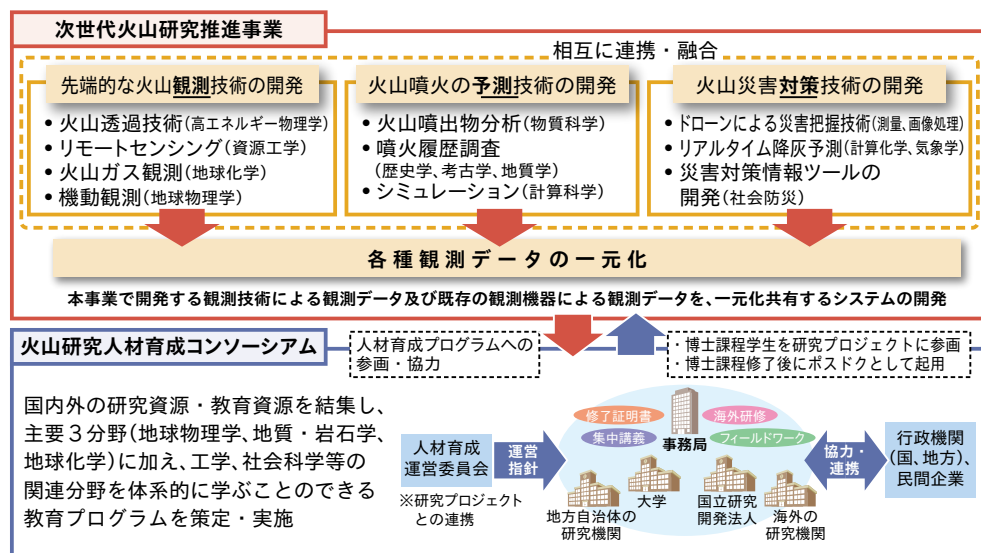 次世代火山研究推進事業
相互に連携・融合
先端的な火山観測技術の開発
• 火山透過技術(高エネルギー物理学)
• リモートセンシング(資源工学)
• 火山ガス観測(地球化学)
• 機動観測(地球物理学)
火山噴火の予測技術の開発
• 火山噴出物分析(物質科学)
• 噴火履歴調査
(歴史学、考古学、地質学)
• シミュレーション(計算科学)
火山災害対策技術の開発
• ドローンによる災害把握技術(測量、画像処理)
• リアルタイム降灰予測(計算化学、気象学)
• 災害対策情報ツールの
開発(社会防災)
各種観測データの一元化
本事業で開発する観測技術による観測データ及び既存の観測機器による観測データを、一元化共有するシステムの開発
火山研究人材育成コンソーシアム
人材育成プログラムへの
参画・協力
・博士課程学生を研究プロジェクトに参画
・博士課程修了後にポスドクとして起用
国内外の研究資源・教育資源を結集し、
主要3分野(地球物理学、地質・岩石学、
地球化学)に加え、工学、社会科学等の
関連分野を体系的に学ぶことのできる
教育プログラムを策定・実施
人材育成
運営委員会
※研究プロジェクト
との連携
運営
指針
修了証明書
海外研修
集中講義
フィールドワーク
事務局
地方自治体の
研究機関
大学
国立研究
開発法人
海外の
研究機関
協力・
連携
行政機関
(国、地方)、
民間企業